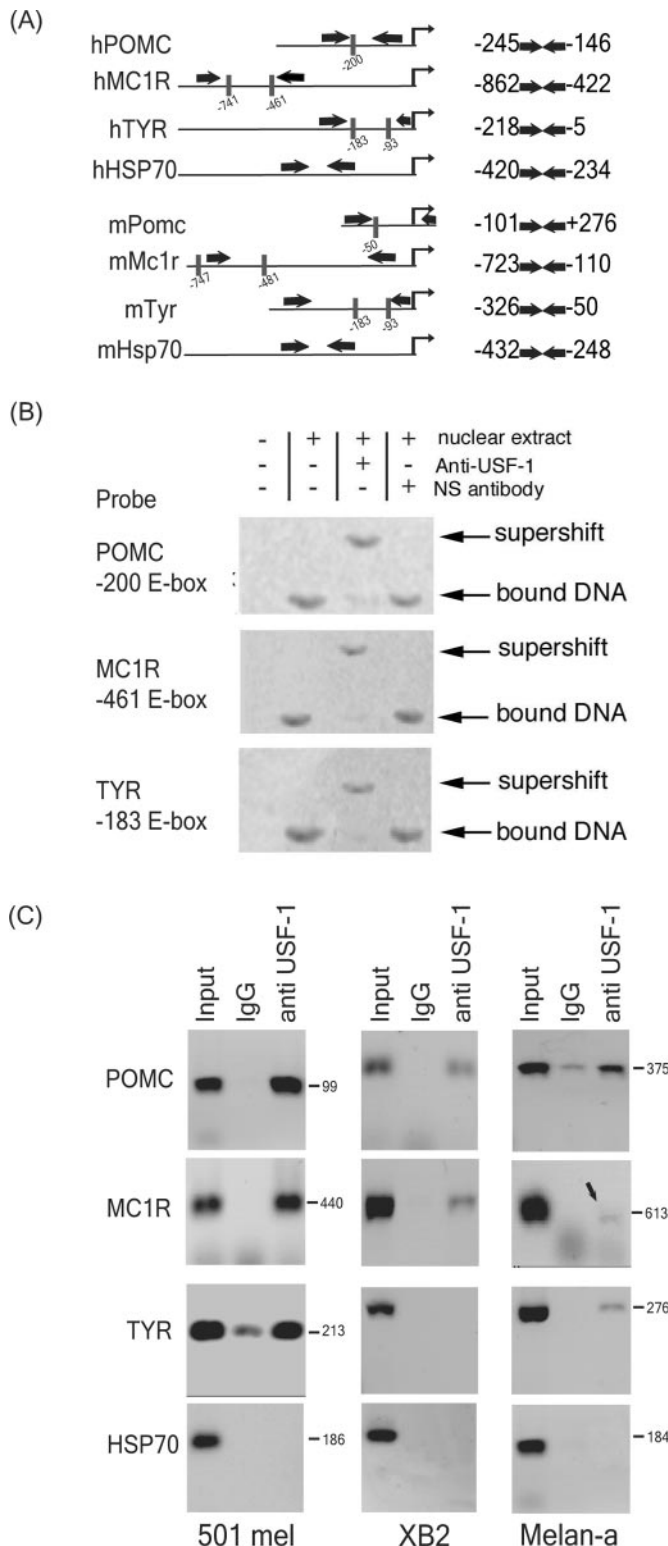 (A)
hPOMC -200 -245 -146
hMC1R -741 -461 -862 -422
hTYR -183 -93 -218 -5
hHSP70 -420 -234
mPomc -50 -101 +276
mMc1r -747 -481 -723 -110
mTyr -183 -93 -326 -50
mHsp70 -432 -248
(B)
- + + + nuclear extract
- - + - Anti-USF-1
- - - + NS antibody
Probe
POMC
-200 E-box
supershift
bound DNA
MC1R
-461 E-box
supershift
bound DNA
TYR
-183 E-box
supershift
bound DNA
(C)
Input IgG anti USF-1 Input IgG anti USF-1 Input IgG anti USF-1
POMC 99 375
MC1R 440 613
TYR 213 276
HSP70 186 184
501 mel XB2 Melan-a